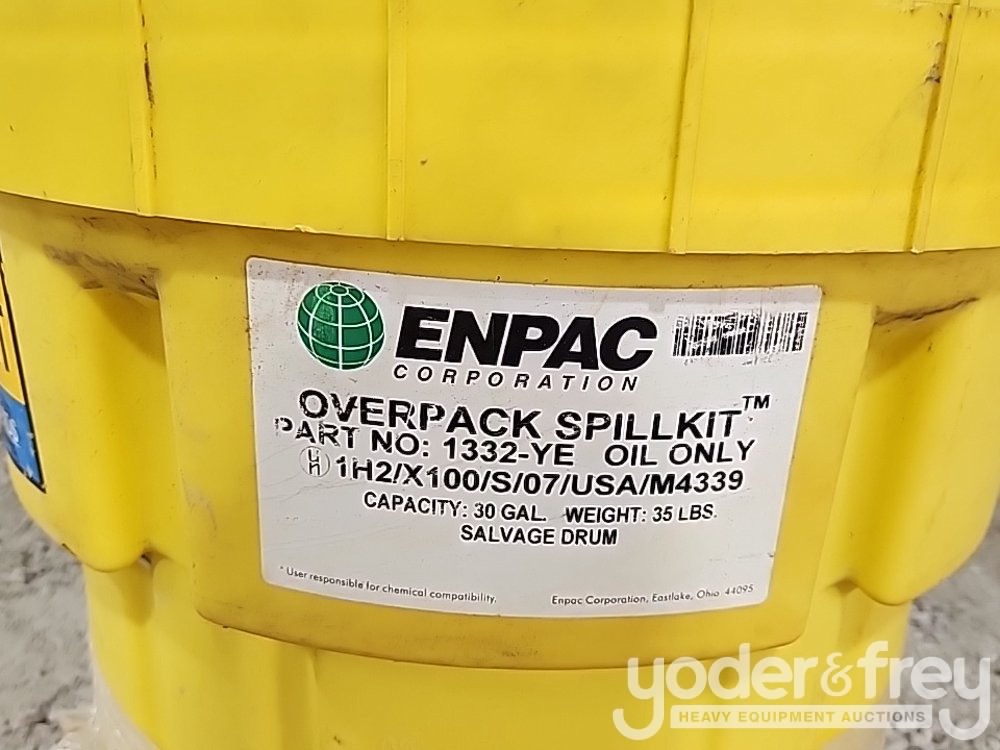 ENPAC
CORPORATION
OVERPACK SPILLKIT™
PART NO: 1332-YE OIL ONLY
UN 1H2/X100/S/07/USA/M4339
CAPACITY: 30 GAL. WEIGHT: 35 LBS.
SALVAGE DRUM
* User responsible for chemical compatibility. Enpac Corporation, Eastlake, Ohio 44095
yoder&frey
HEAVY EQUIPMENT AUCTIONS